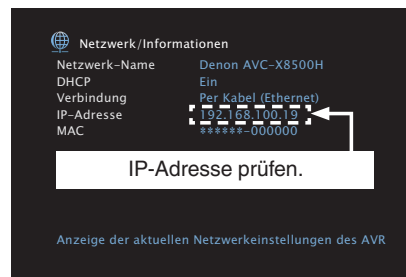 Netzwerk/Informationen
Netzwerk-Name Denon AVC-X8500H
DHCP Ein
Verbindung Per Kabel (Ethernet)
IP-Adresse 192.168.100.19
MAC ******-000000
IP-Adresse prüfen.
Anzeige der aktuellen Netzwerkeinstellungen des AVR